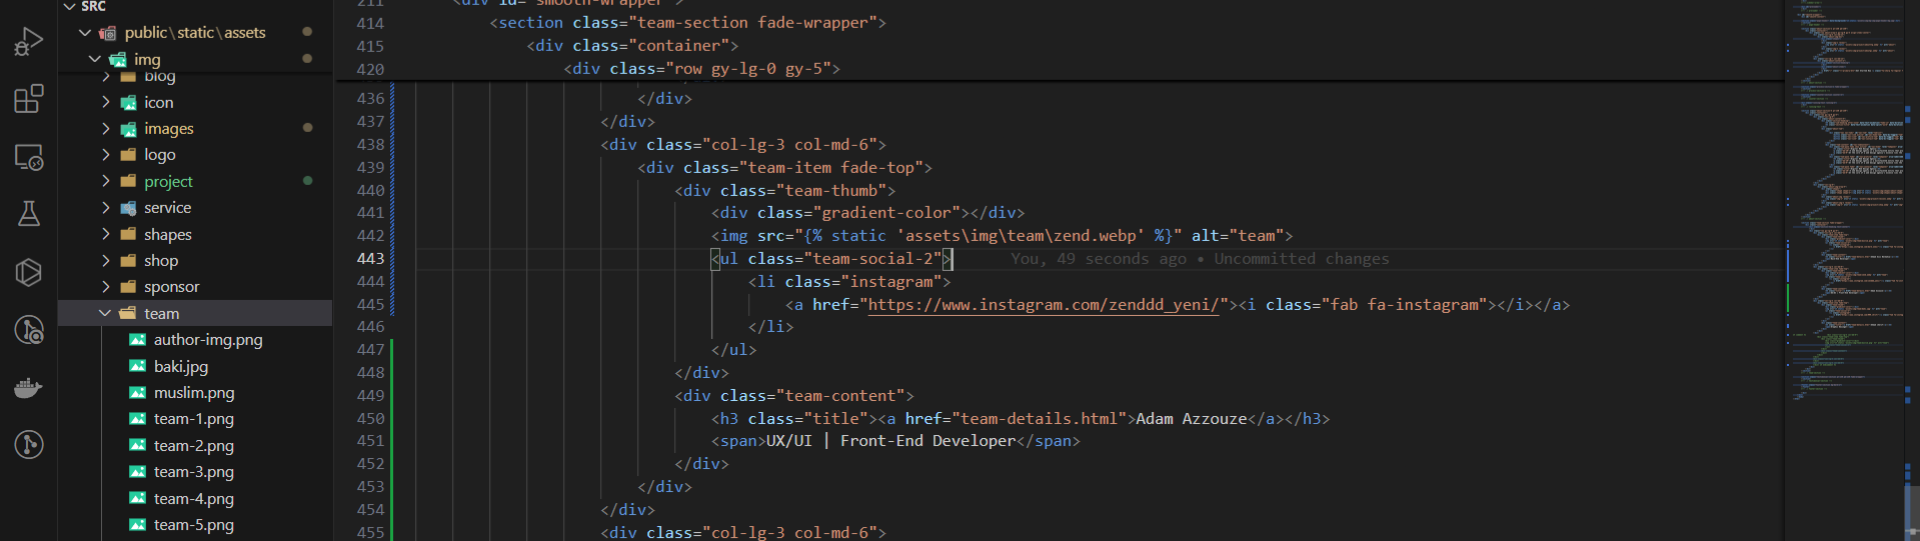 SRC
public\static\assets
img
blog
icon
images
logo
project
service
shapes
shop
sponsor
team
author-img.png
baki.jpg
muslim.png
team-1.png
team-2.png
team-3.png
team-4.png
team-5.png
211 <div id="smooth-wrapper">
414 <section class="team-section fade-wrapper">
415 <div class="container">
420 <div class="row gy-lg-0 gy-5">
436 </div>
437 </div>
438 <div class="col-lg-3 col-md-6">
439 <div class="team-item fade-top">
440 <div class="team-thumb">
441 <div class="gradient-color"></div>
442 <img src="{% static 'assets\img\team\zend.webp' %}" alt="team">
443 <ul class="team-social-2"> You, 49 seconds ago • Uncommitted changes
444 <li class="instagram">
445 <a href="https://www.instagram.com/zenddd_yeni/"><i class="fab fa-instagram"></i></a>
446 </li>
447 </ul>
448 </div>
449 <div class="team-content">
450 <h3 class="title"><a href="team-details.html">Adam Azzouze</a></h3>
451 <span>UX/UI | Front-End Developer</span>
452 </div>
453 </div>
454 </div>
455 <div class="col-lg-3 col-md-6">